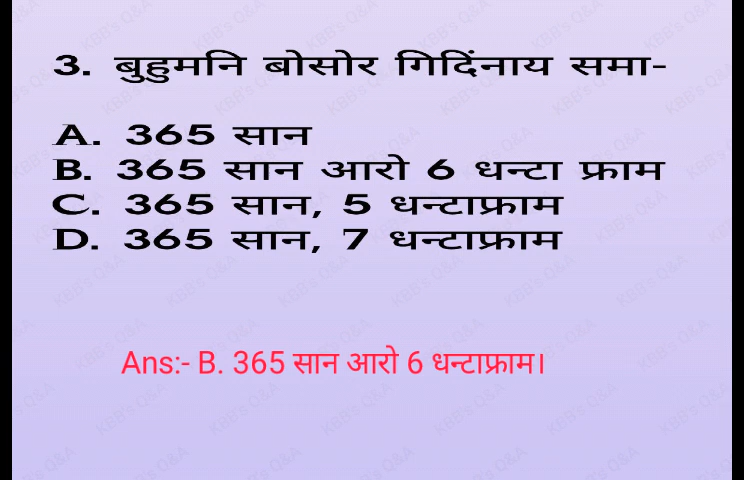 3. बुहुमनि बोसोर गिदिंनाय समा-
A. 365 सान
B. 365 सान आरो 6 धन्टा फ्राम
C. 365 सान, 5 धन्टाफ्राम
D. 365 सान, 7 धन्टाफ्राम
Ans:- B. 365 सान आरो 6 धन्टाफ्राम।